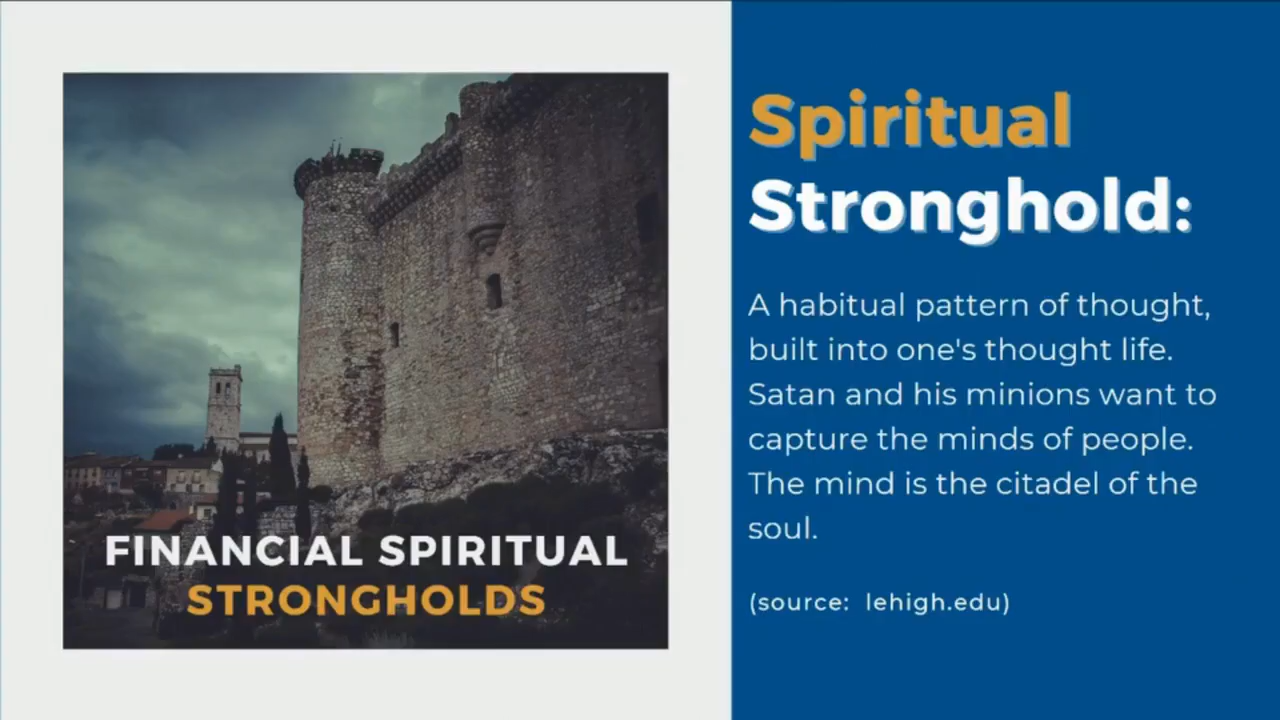 FINANCIAL SPIRITUAL
STRONGHOLDS
Spiritual
Stronghold:
A habitual pattern of thought,
built into one's thought life.
Satan and his minions want to
capture the minds of people.
The mind is the citadel of the
soul.
(source: lehigh.edu)